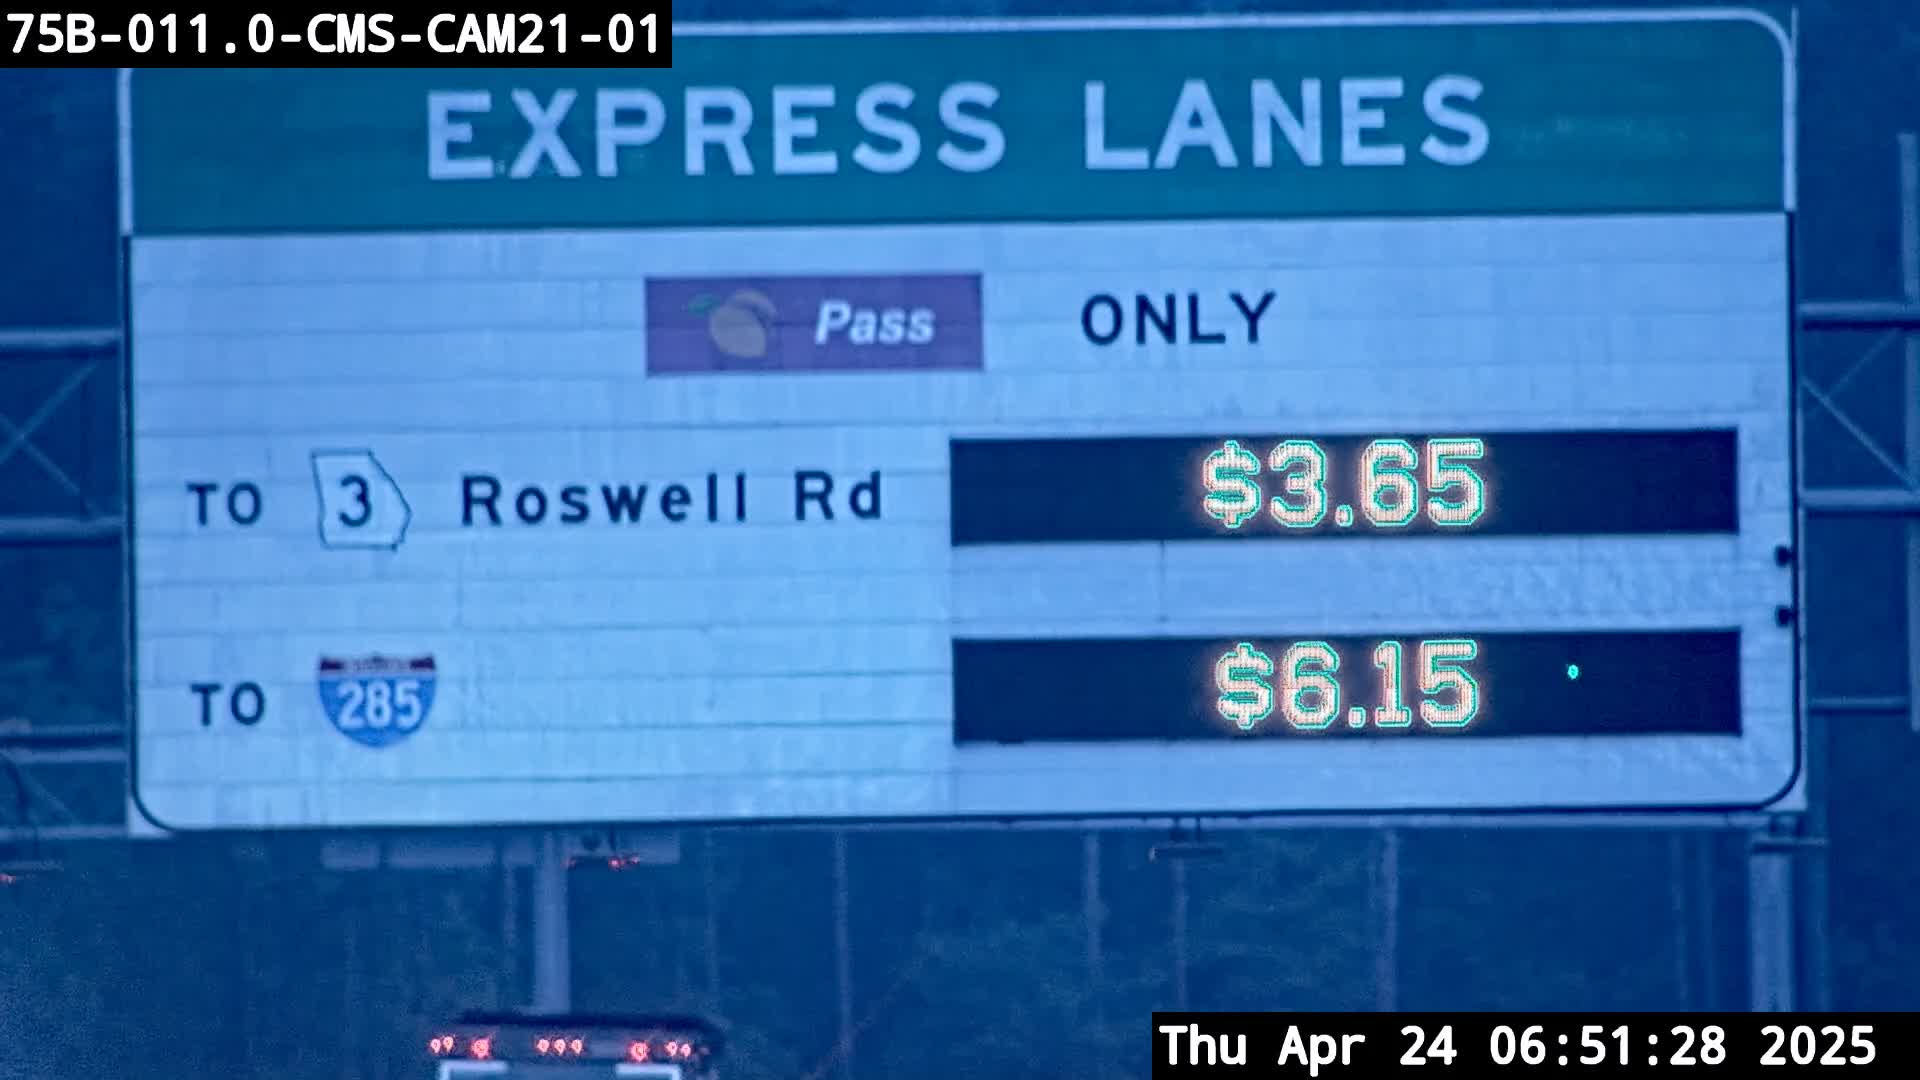 75B-011.0-CMS-CAM21-01
EXPRESS LANES
Pass ONLY
TO 3 Roswell Rd $3.65
TO 285 $6.15
Thu Apr 24 06:51:28 2025